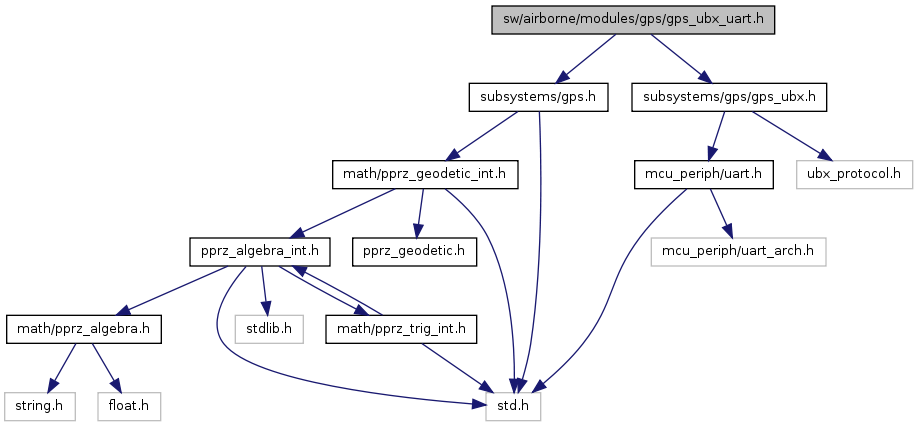 sw/airborne/modules/gps/gps_ubx_uart.h
subsystems/gps.h
subsystems/gps/gps_ubx.h
math/pprz_geodetic_int.h
mcu_periph/uart.h
ubx_protocol.h
pprz_algebra_int.h
pprz_geodetic.h
mcu_periph/uart_arch.h
math/pprz_algebra.h
stdlib.h
math/pprz_trig_int.h
string.h
float.h
std.h